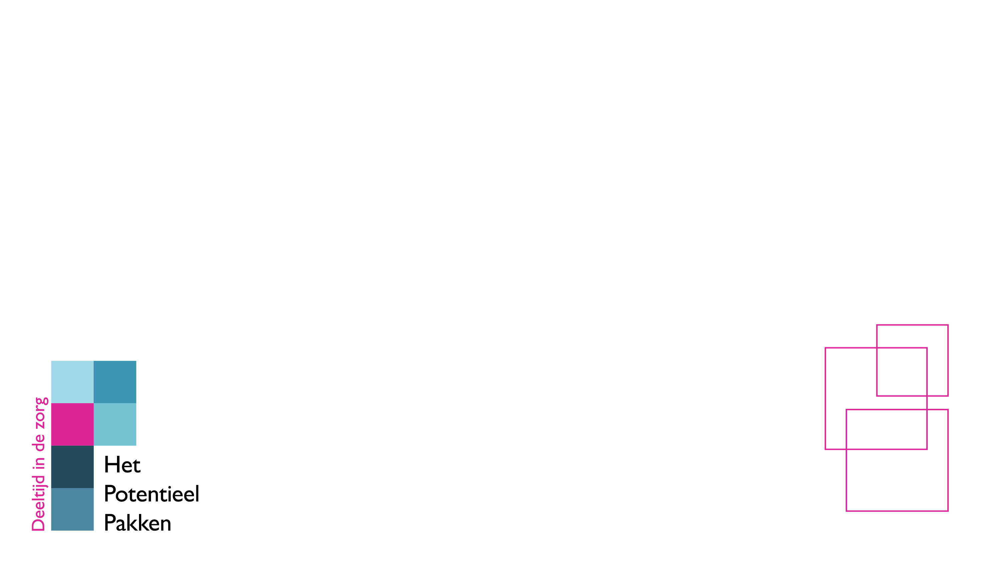 Deeltijd in de zorg
Het
Potentieel
Pakken